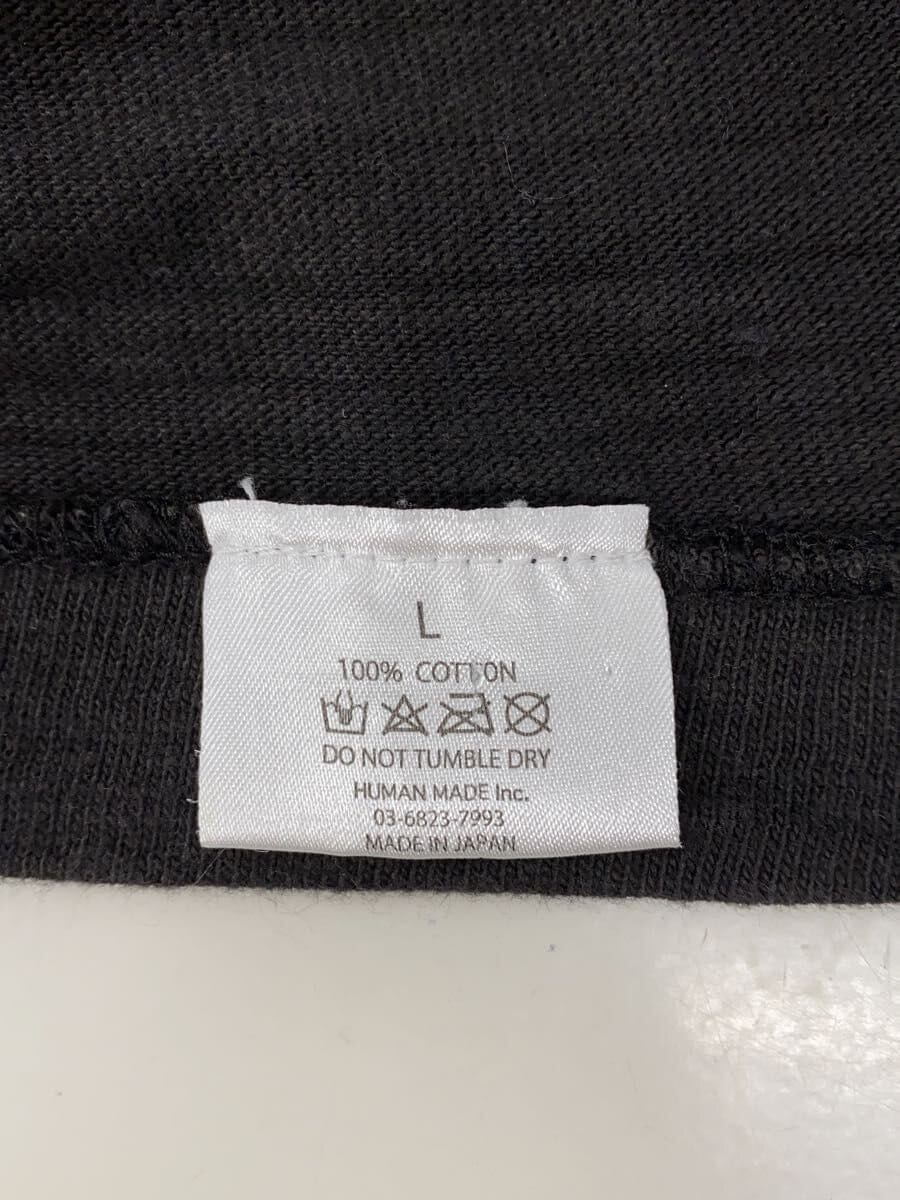 L
100% COTTON
DO NOT TUMBLE DRY
HUMAN MADE Inc.
03-6823-7993
MADE IN JAPAN